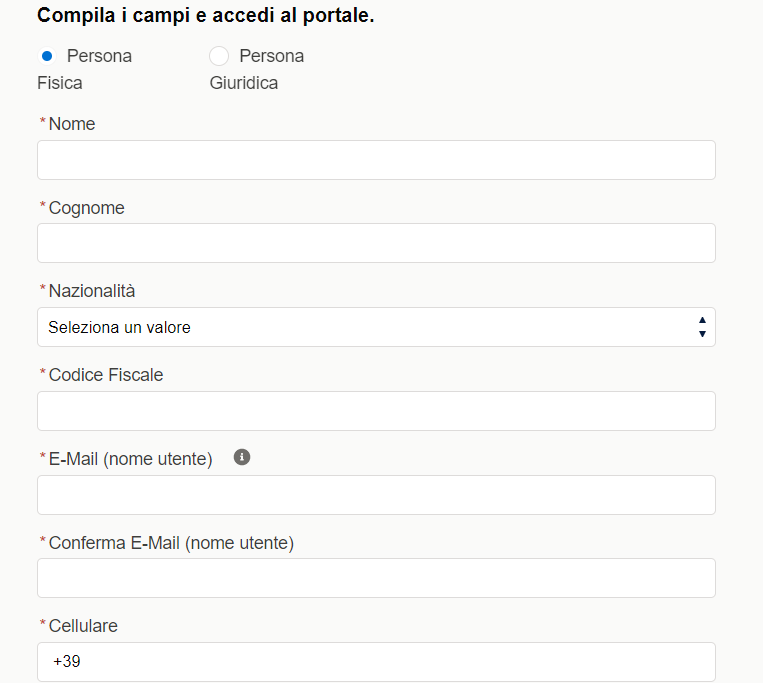 Compila i campi e accedi al portale.
Persona Fisica
Persona Giuridica
*Nome
*Cognome
*Nazionalità
Seleziona un valore
*Codice Fiscale
*E-Mail (nome utente)
*Conferma E-Mail (nome utente)
*Cellulare
+39